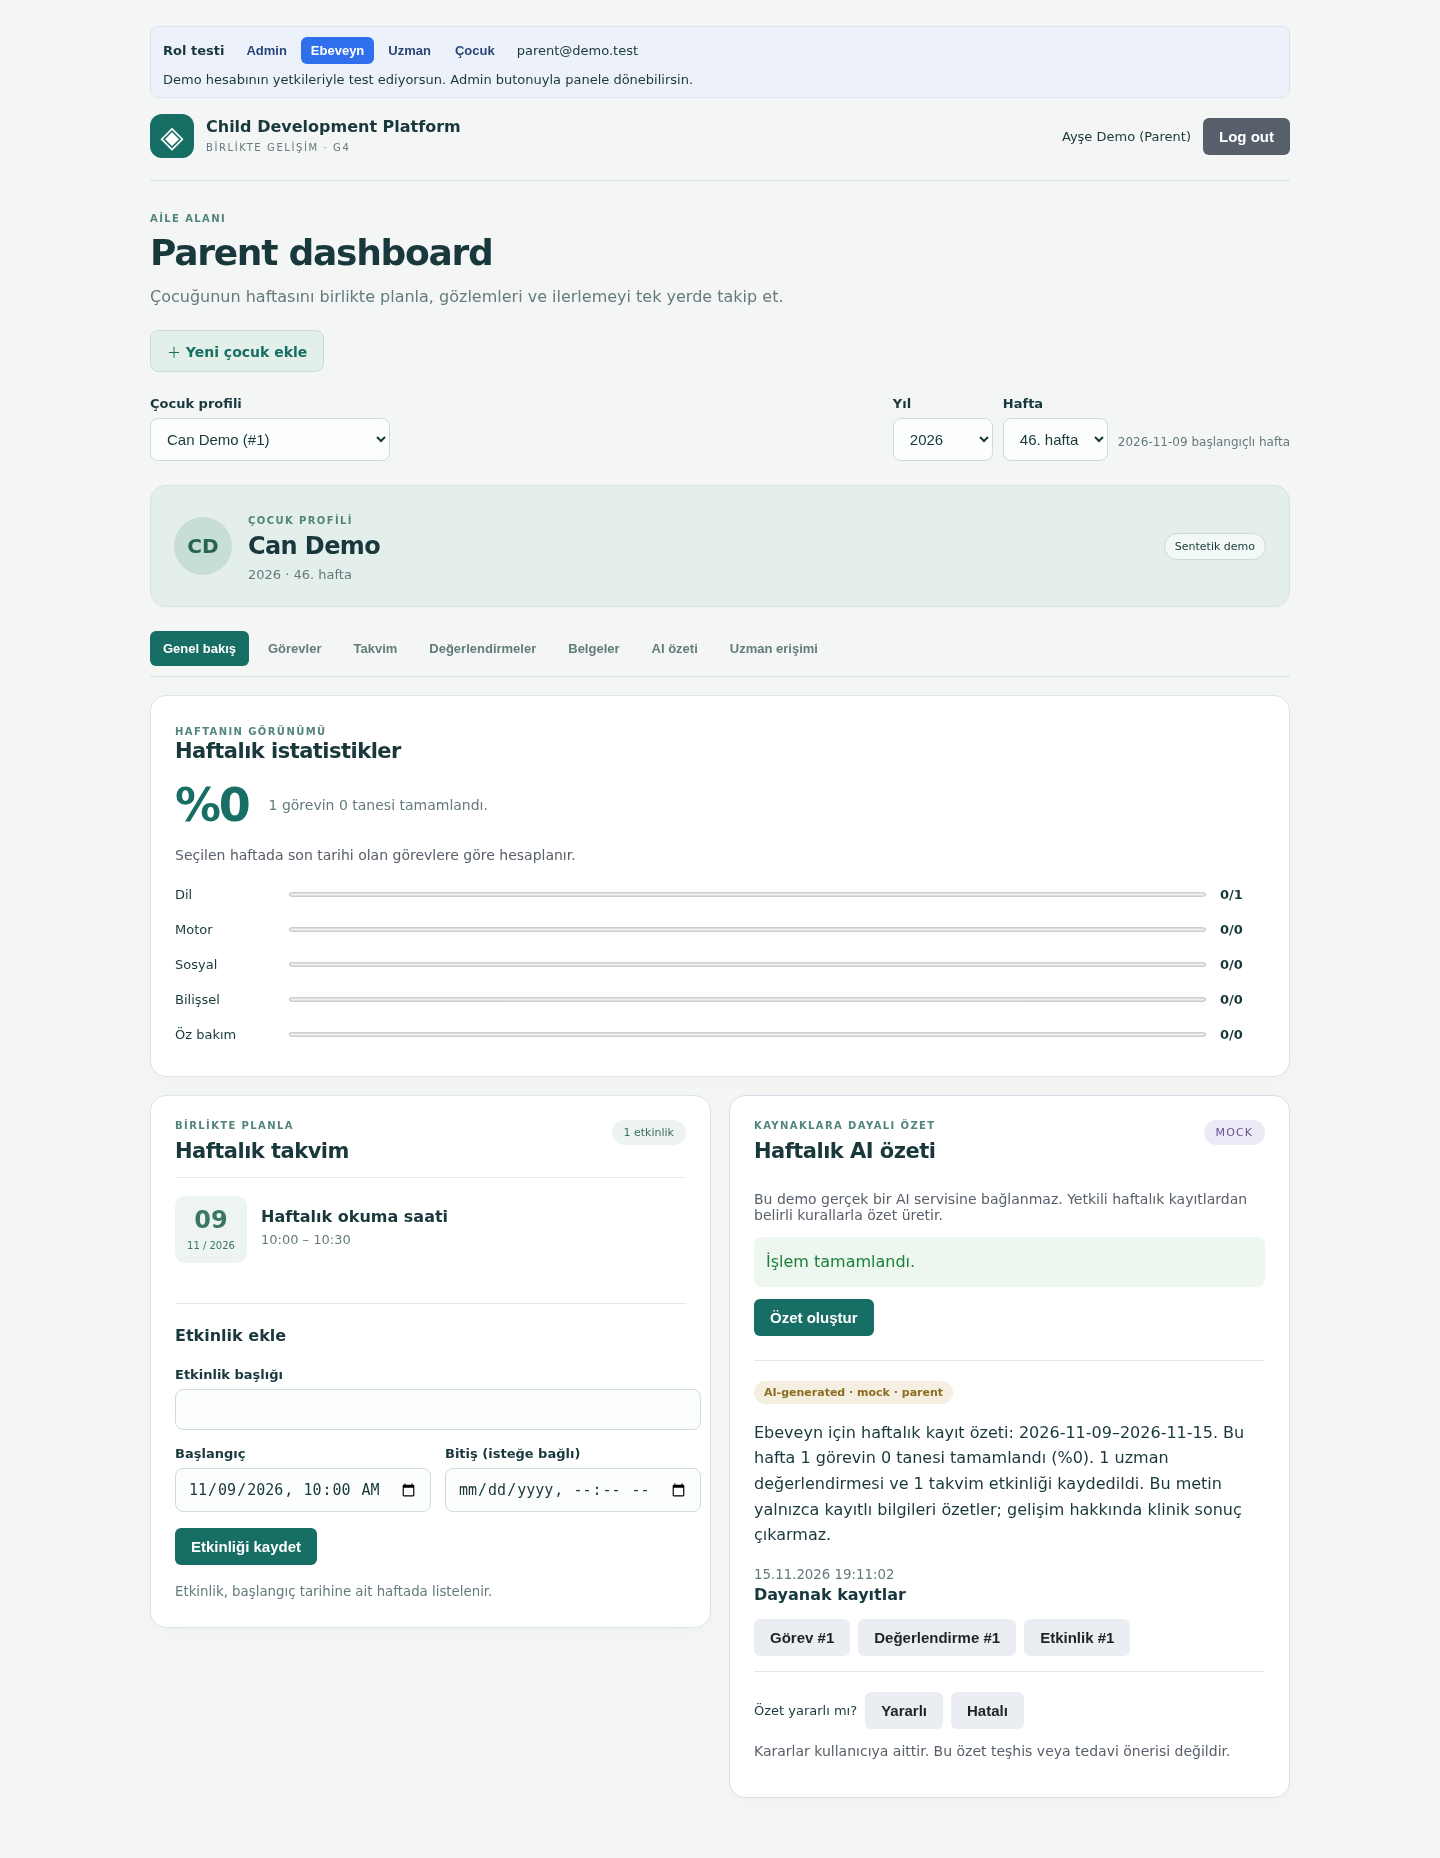 Rol testi Admin Ebeveyn Uzman Çocuk parent@demo.test
Demo hesabının yetkileriyle test ediyorsun. Admin butonuyla panele dönebilirsin.
Child Development Platform
BİRLİKTE GELİŞİM · G4
Ayşe Demo (Parent) Log out
AİLE ALANI
Parent dashboard
Çocuğunun haftasını birlikte planla, gözlemleri ve ilerlemeyi tek yerde takip et.
+ Yeni çocuk ekle
Çocuk profili Yıl Hafta
Can Demo (#1) 2026 46. hafta 2026-11-09 başlangıçlı hafta
CD
ÇOCUK PROFİLİ
Can Demo
2026 · 46. hafta
Sentetik demo
Genel bakış Görevler Takvim Değerlendirmeler Belgeler AI özeti Uzman erişimi
HAFTANIN GÖRÜNÜMÜ
Haftalık istatistikler
%0 1 görevin 0 tanesi tamamlandı.
Seçilen haftada son tarihi olan görevlere göre hesaplanır.
Dil 0/1
Motor 0/0
Sosyal 0/0
Bilişsel 0/0
Öz bakım 0/0
BİRLİKTE PLANLA
Haftalık takvim
1 etkinlik
09
11 / 2026
Haftalık okuma saati
10:00 – 10:30
Etkinlik ekle
Etkinlik başlığı
Başlangıç Bitiş (isteğe bağlı)
11/09/2026, 10:00 AM mm/dd/yyyy, --:-- --
Etkinliği kaydet
Etkinlik, başlangıç tarihine ait haftada listelenir.
KAYNAKLARA DAYALI ÖZET
Haftalık AI özeti
MOCK
Bu demo gerçek bir AI servisine bağlanmaz. Yetkili haftalık kayıtlardan
belirli kurallarla özet üretir.
İşlem tamamlandı.
Özet oluştur
AI-generated · mock · parent
Ebeveyn için haftalık kayıt özeti: 2026-11-09–2026-11-15. Bu
hafta 1 görevin 0 tanesi tamamlandı (%0). 1 uzman
değerlendirmesi ve 1 takvim etkinliği kaydedildi. Bu metin
yalnızca kayıtlı bilgileri özetler; gelişim hakkında klinik sonuç
çıkarmaz.
15.11.2026 19:11:02
Dayanak kayıtlar
Görev #1 Değerlendirme #1 Etkinlik #1
Özet yararlı mı? Yararlı Hatalı
Kararlar kullanıcıya aittir. Bu özet teşhis veya tedavi önerisi değildir.